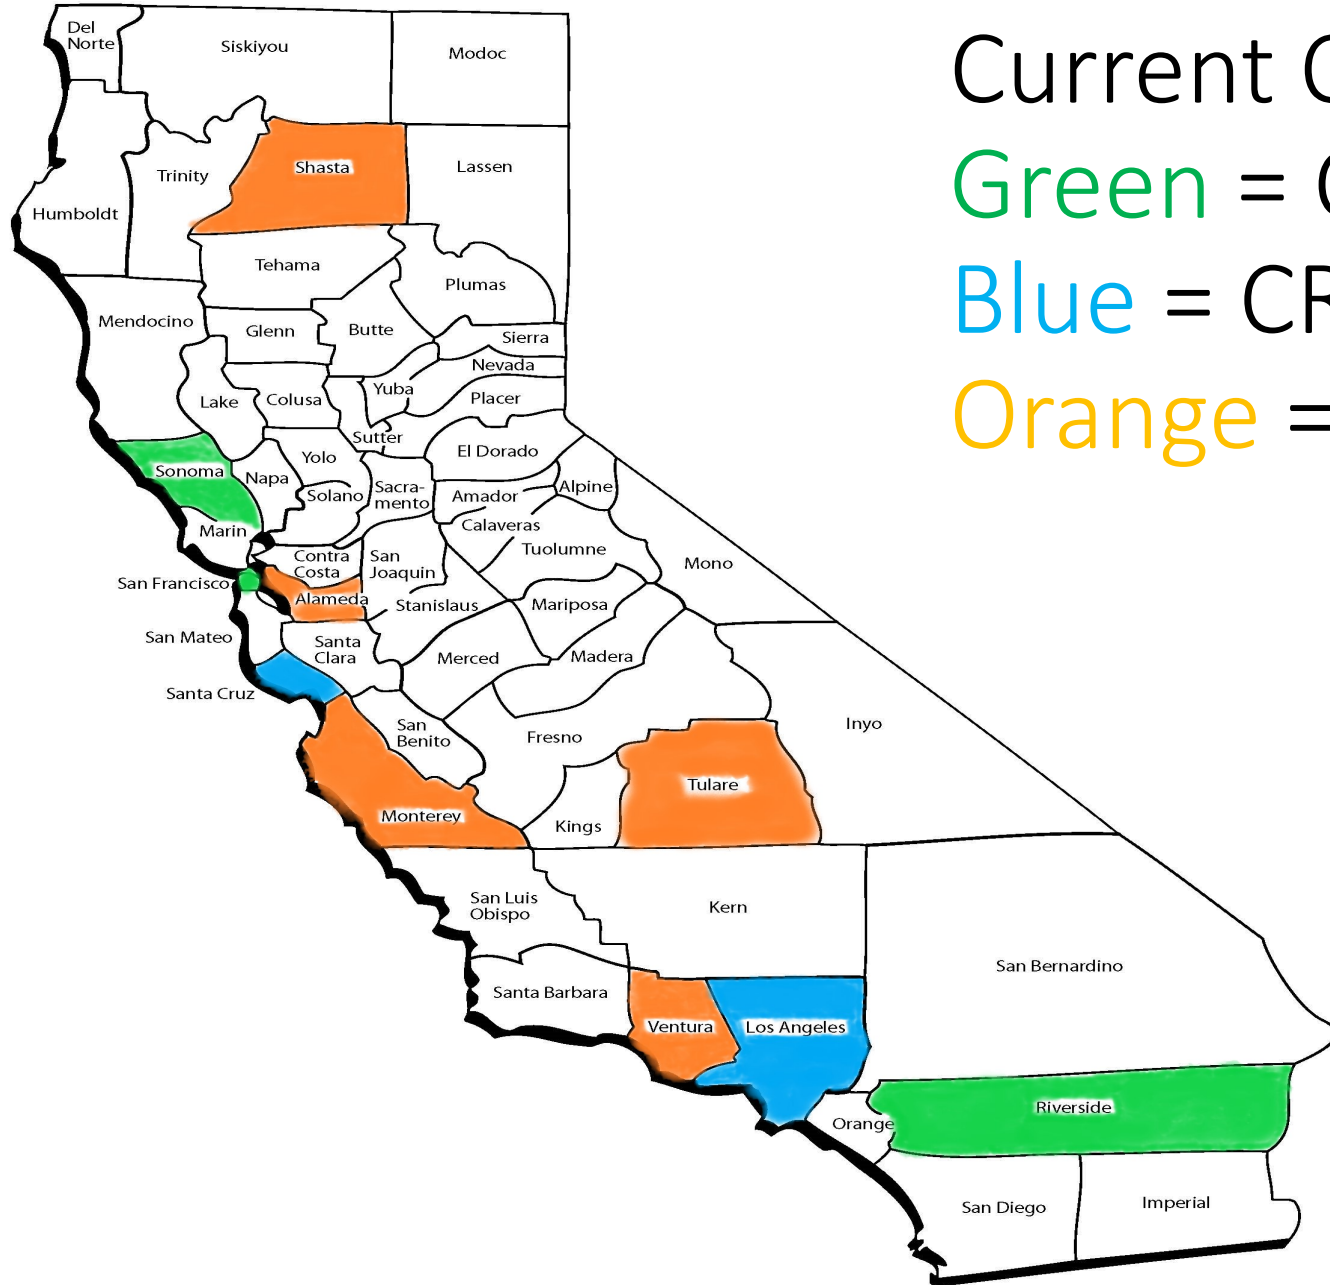 Current
Green =
Blue = CR
Orange =
Del
Norte
Siskiyou
Modoc
Shasta
Lassen
Trinity
Humboldt
Tehama
Plumas
Mendocino
Glenn
Butte
Sierra
Nevada
Yuba
Placer
Lake
Colusa
Sutter
El Dorado
Yolo
Sonoma
Napa
Solano
Sacra-
mento
Amador
Alpine
Calaveras
Marin
Tuolumne
Contra
Costa
San
Joaquin
Mono
San Francisco
Alameda
Stanislaus
Mariposa
San Mateo
Santa
Clara
Merced
Madera
Santa Cruz
San
Benito
Fresno
Inyo
Tulare
Monterey
Kings
San Luis
Obispo
Kern
San Bernardino
Santa Barbara
Ventura
Los Angeles
Riverside
Orange
San Diego
Imperial